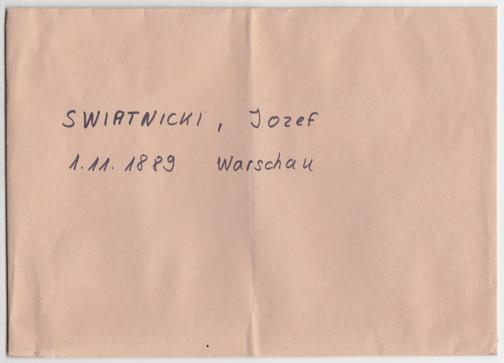 SWIATNICKI, Jozef
1.11.1889 Warschau